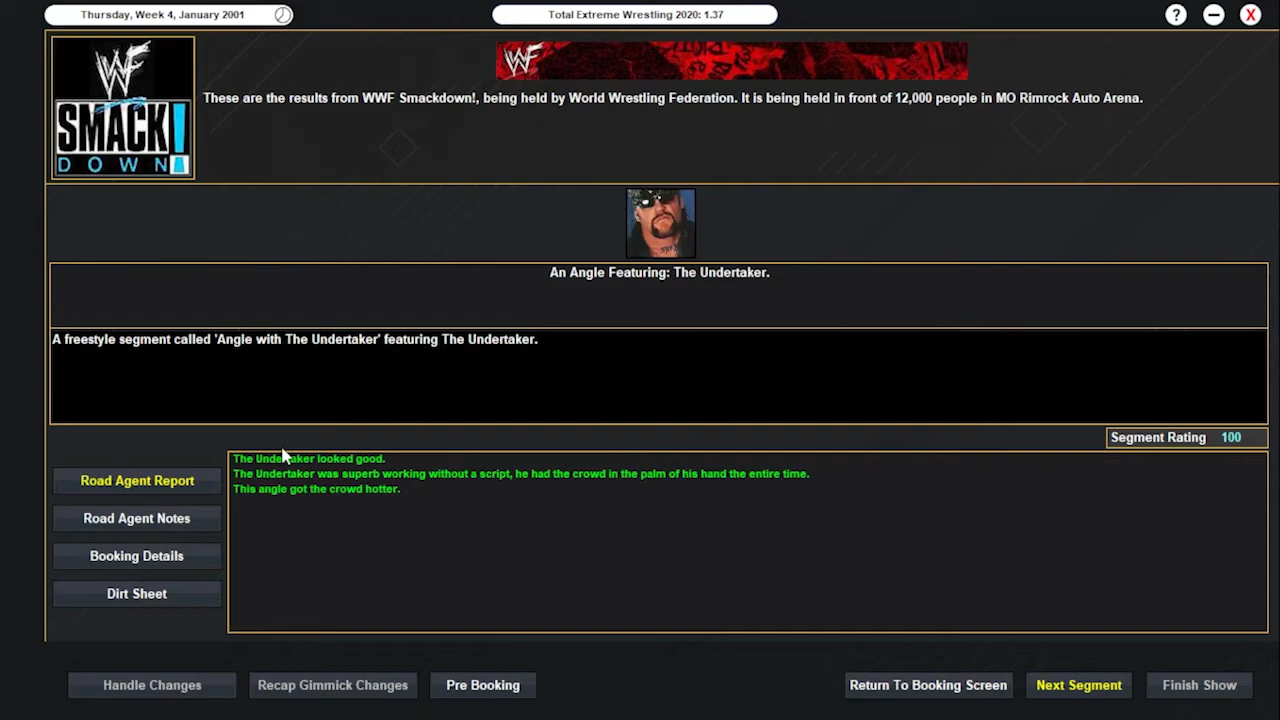 Thursday, Week 4, January 2001
Total Extreme Wrestling 2020: 1.37
?
X
WF
SMACK
DOWN!
WF
These are the results from WWF Smackdown!, being held by World Wrestling Federation. It is being held in front of 12,000 people in MO Rimrock Auto Arena.
An Angle Featuring: The Undertaker.
A freestyle segment called 'Angle with The Undertaker' featuring The Undertaker.
Segment Rating 100
Road Agent Report
Road Agent Notes
Booking Details
Dirt Sheet
The Undertaker looked good.
The Undertaker was superb working without a script, he had the crowd in the palm of his hand the entire time.
This angle got the crowd hotter.
Handle Changes
Recap Gimmick Changes
Pre Booking
Return To Booking Screen
Next Segment
Finish Show